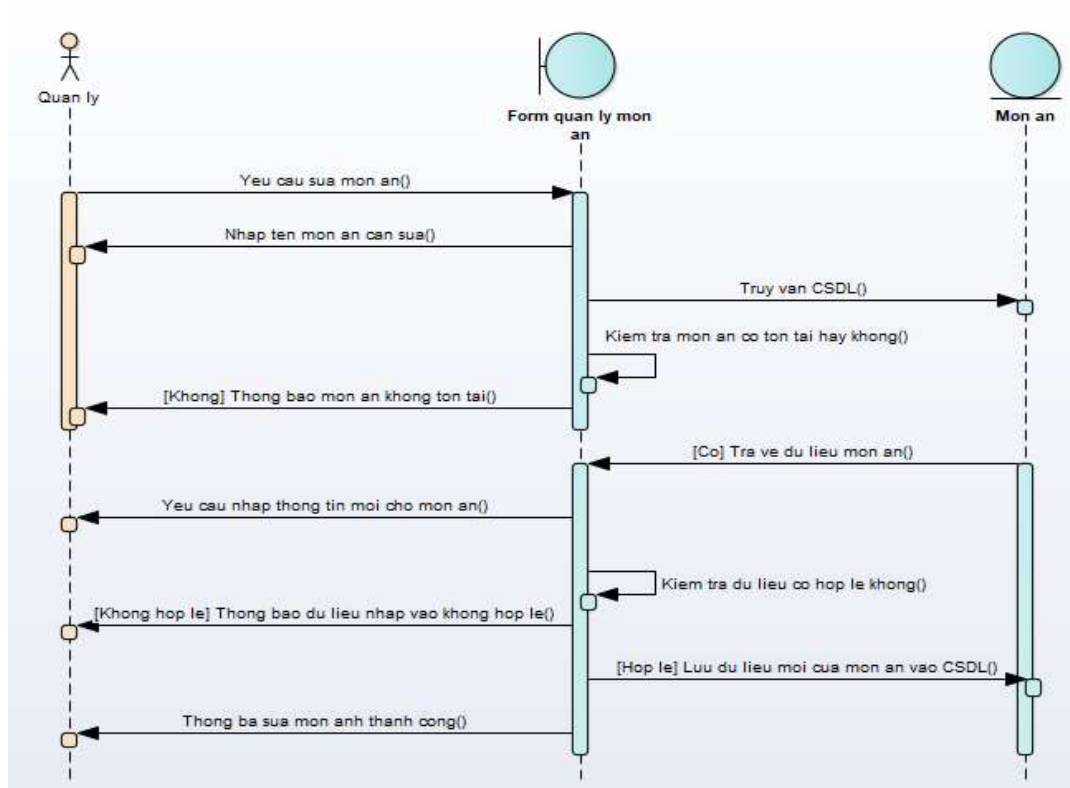 Quan ly
Form quan ly mon
an
Mon an
Yeu cau sua mon an()
Nhap ten mon an can sua()
Truy van CSDL()
Kiem tra mon an co ton tai hay khong()
[Khong] Thong bao mon an khong ton tai()
[Co] Tra ve du lieu mon an()
Yeu cau nhap thong tin moi cho mon an()
Kiem tra du lieu co hop le khong()
[Khong hop le] Thong bao du lieu nhap vao khong hop le()
[Hop le] Luu du lieu moi cua mon an vao CSDL()
Thong ba sua mon anh thanh cong()